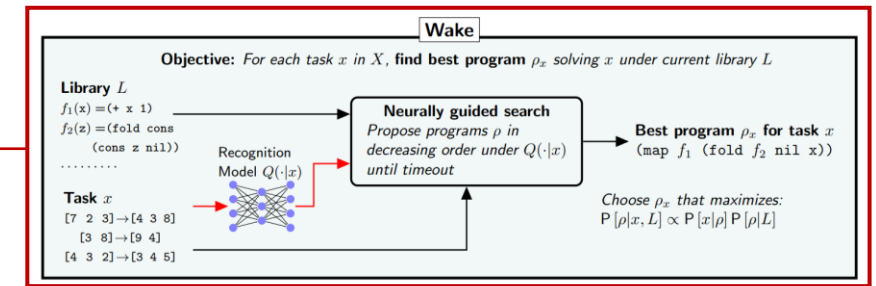 Wake
Objective: For each task x in X, find best program ρₓ solving x under current library L
Library L
f₁(x) =(+ x 1)
f₂(z) =(fold cons
(cons z nil))
.........
Recognition
Model Q(·|x)
Task x
[7 2 3]→[4 3 8]
[3 8]→[9 4]
[4 3 2]→[3 4 5]
Neurally guided search
Propose programs ρ in
decreasing order under Q(·|x)
until timeout
Best program ρₓ for task x
(map f₁ (fold f₂ nil x))
Choose ρₓ that maximizes:
P [ρ|x, L] ∝ P [x|ρ] P [ρ|L]